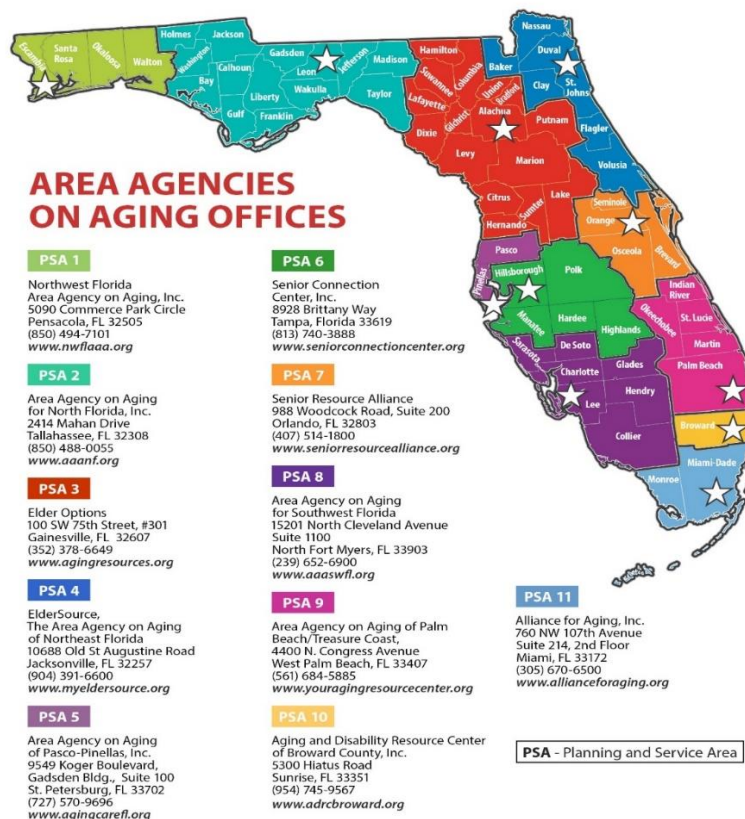 Nassau
Holmes
Jackson
Hamilton
Baker
Duval
Escambia
Santa
Rosa
Okaloosa
Walton
Washington
Gadsden
Leon
Jefferson
Madison
Suwannee
Columbia
Union
Bradford
Clay
St.
Johns
Bay
Calhoun
Liberty
Wakulla
Taylor
Lafayette
Gilchrist
Alachua
Putnam
Gulf
Franklin
Dixie
Flagler
Levy
Marion
Volusia
AREA AGENCIES
ON AGING OFFICES
Citrus
Sumter
Lake
Hernando
Seminole
Orange
Pasco
Osceola
Brevard
Pinellas
Hillsborough
Polk
Indian
River
Manatee
Hardee
Highlands
Okeechobee
St. Lucie
Martin
Sarasota
De Soto
Charlotte
Glades
Palm Beach
Lee
Hendry
Collier
Broward
Monroe
Miami-Dade
PSA 1
Northwest Florida
Area Agency on Aging, Inc.
5090 Commerce Park Circle
Pensacola, FL 32505
(850) 494-7101
www.nwflaaa.org
PSA 2
Area Agency on Aging
for North Florida, Inc.
2414 Mahan Drive
Tallahassee, FL 32308
(850) 488-0055
www.aaanf.org
PSA 3
Elder Options
100 SW 75th Street, #301
Gainesville, FL 32607
(352) 378-6649
www.agingresources.org
PSA 4
ElderSource,
The Area Agency on Aging
of Northeast Florida
10688 Old St Augustine Road
Jacksonville, FL 32257
(904) 391-6600
www.myeldersource.org
PSA 5
Area Agency on Aging
of Pasco-Pinellas, Inc.
9549 Koger Boulevard,
Gadsden Bldg., Suite 100
St. Petersburg, FL 33702
(727) 570-9696
www.agingcarefl.org
PSA 6
Senior Connection
Center, Inc.
8928 Brittany Way
Tampa, Florida 33619
(813) 740-3888
www.seniorconnectioncenter.org
PSA 7
Senior Resource Alliance
988 Woodcock Road, Suite 200
Orlando, FL 32803
(407) 514-1800
www.seniorresourcealliance.org
PSA 8
Area Agency on Aging
for Southwest Florida
15201 North Cleveland Avenue
Suite 1100
North Fort Myers, FL 33903
(239) 652-6900
www.aaaswfl.org
PSA 9
Area Agency on Aging of Palm
Beach/Treasure Coast,
4400 N. Congress Avenue
West Palm Beach, FL 33407
(561) 684-5885
www.youragingresourcecenter.org
PSA 10
Aging and Disability Resource Center
of Broward County, Inc.
5300 Hiatus Road
Sunrise, FL 33351
(954) 745-9567
www.adrcbroward.org
PSA 11
Alliance for Aging, Inc.
760 NW 107th Avenue
Suite 214, 2nd Floor
Miami, FL 33172
(305) 670-6500
www.allianceforaging.org
PSA - Planning and Service Area